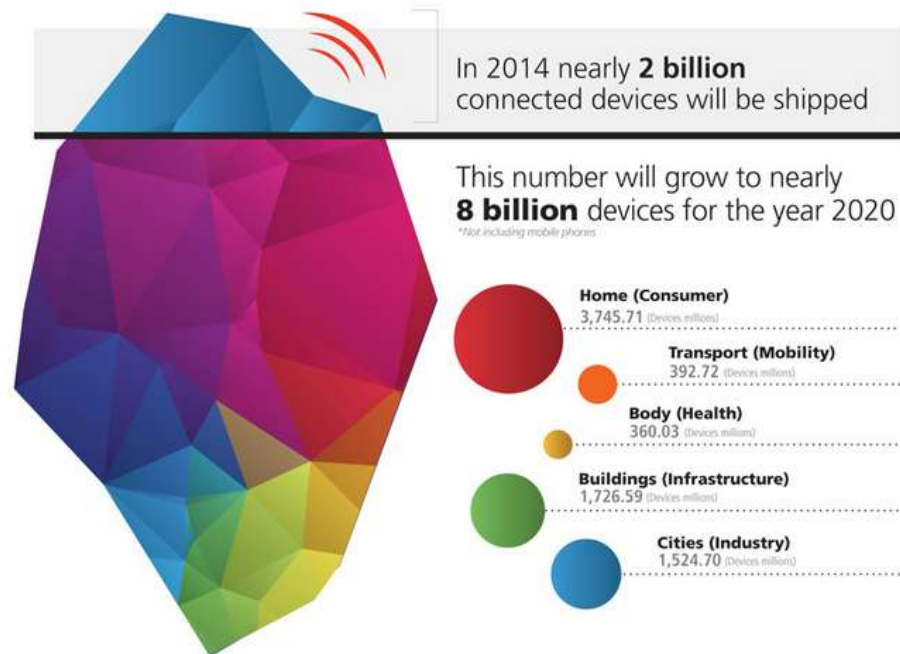 In 2014 nearly 2 billion
connected devices will be shipped
This number will grow to nearly
8 billion devices for the year 2020
*Not including mobile phones
Home (Consumer)
3,745.71 (Devices millions)
Transport (Mobility)
392.72 (Devices millions)
Body (Health)
360.03 (Devices millions)
Buildings (Infrastructure)
1,726.59 (Devices millions)
Cities (Industry)
1,524.70 (Devices millions)